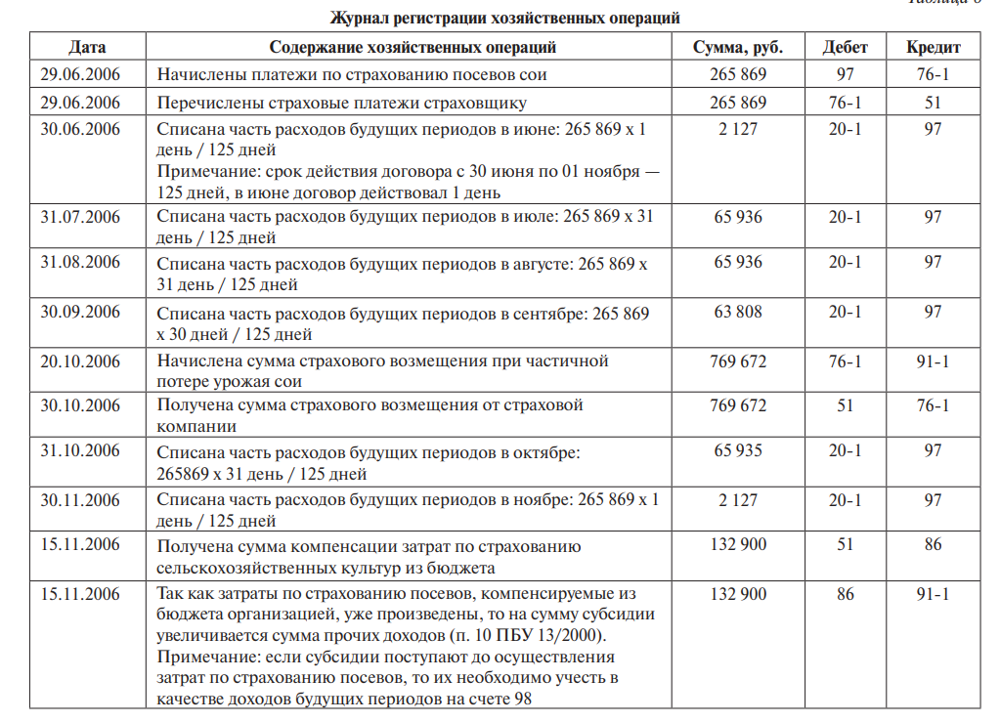 Журнал регистрации хозяйственных операций
Дата Содержание хозяйственных операций Сумма, руб. Дебет Кредит
29.06.2006 Начислены платежи по страхованию посевов сои 265 869 97 76-1
29.06.2006 Перечислены страховые платежи страховщику 265 869 76-1 51
30.06.2006 Списана часть расходов будущих периодов в июне: 265 869 х 1 2 127 20-1 97
день / 125 дней
Примечание: срок действия договора с 30 июня по 01 ноября —
125 дней, в июне договор действовал 1 день
31.07.2006 Списана часть расходов будущих периодов в июле: 265 869 х 31 65 936 20-1 97
день / 125 дней
31.08.2006 Списана часть расходов будущих периодов в августе: 265 869 х 65 936 20-1 97
31 день / 125 дней
30.09.2006 Списана часть расходов будущих периодов в сентябре: 265 869 63 808 20-1 97
х 30 дней / 125 дней
20.10.2006 Начислена сумма страхового возмещения при частичной 769 672 76-1 91-1
потере урожая сои
30.10.2006 Получена сумма страхового возмещения от страховой 769 672 51 76-1
компании
31.10.2006 Списана часть расходов будущих периодов в октябре: 65 935 20-1 97
265869 х 31 день / 125 дней
30.11.2006 Списана часть расходов будущих периодов в ноябре: 265 869 х 1 2 127 20-1 97
день / 125 дней
15.11.2006 Получена сумма компенсации затрат по страхованию 132 900 51 86
сельскохозяйственных культур из бюджета
15.11.2006 Так как затраты по страхованию посевов, компенсируемые из 132 900 86 91-1
бюджета организацией, уже произведены, то на сумму субсидии
увеличивается сумма прочих доходов (п. 10 ПБУ 13/2000).
Примечание: если субсидии поступают до осуществления
затрат по страхованию посевов, то их необходимо учесть в
качестве доходов будущих периодов на счете 98